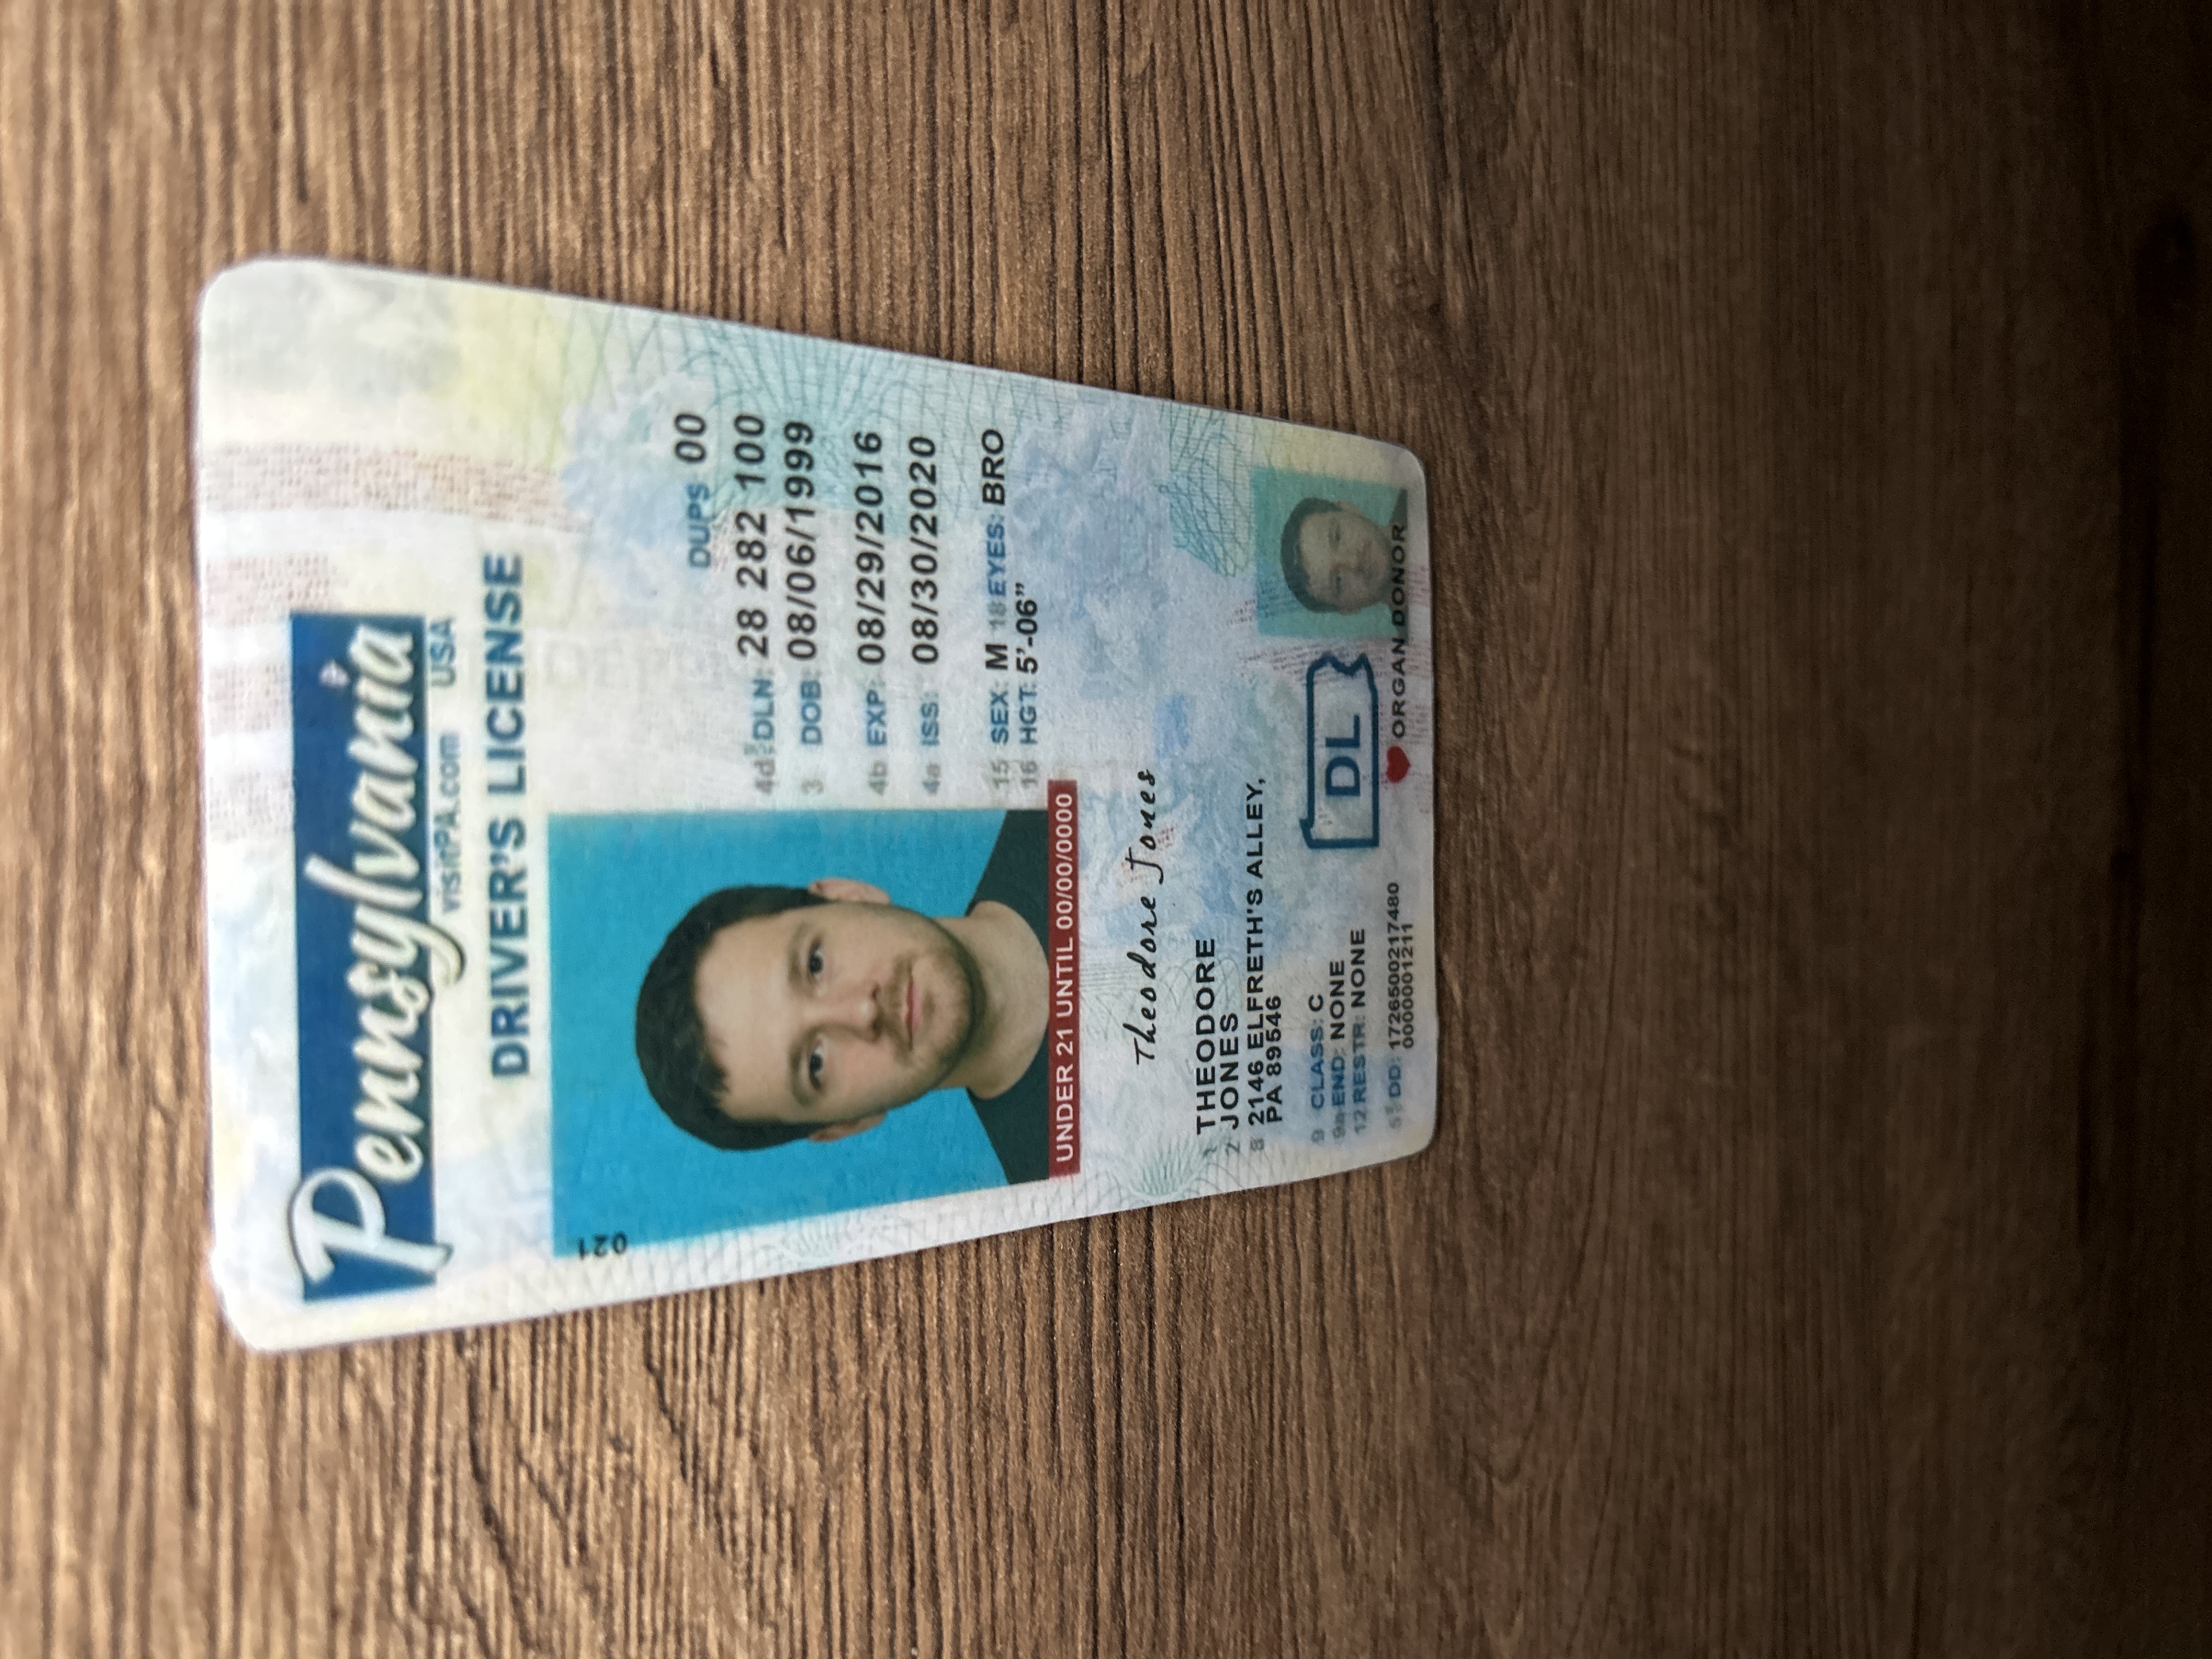 Pennsylvania
visitPA.com USA
DRIVER'S LICENSE
021
DUPS 00
4d DLN: 28 282 100
3 DOB: 08/06/1999
4b EXP: 08/29/2016
4a ISS: 08/30/2020
15 SEX: M 18 EYES: BRO
16 HGT: 5'-06"
UNDER 21 UNTIL 00/00/0000
Theodore Jones
1 THEODORE
2 JONES
8 2146 ELFRETH'S ALLEY,
PA 89546
9 CLASS: C
9a END: NONE
12 RESTR: NONE
DL
5 DD: 1726500217480
0000001211
ORGAN DONOR